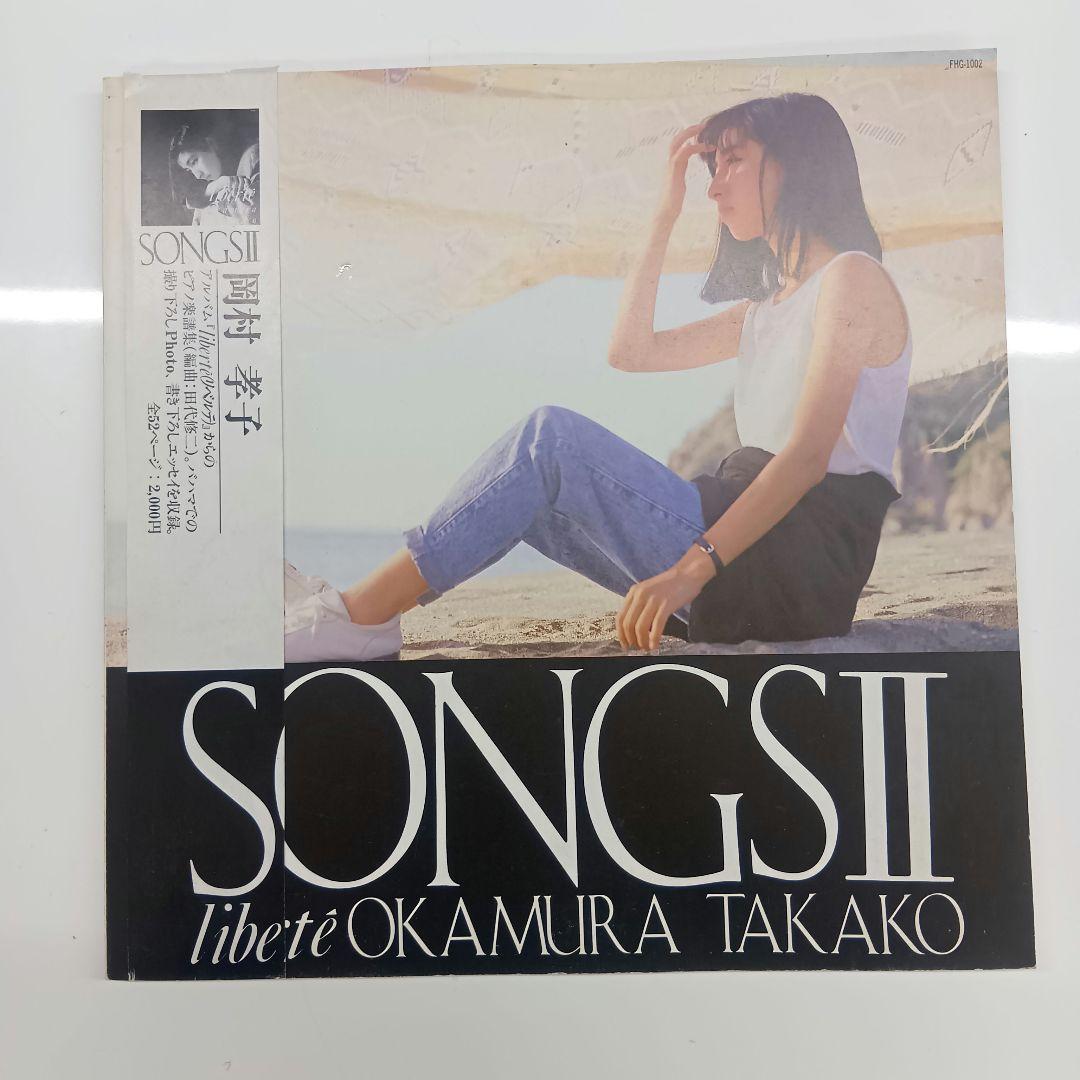 _FHG-1002
SONGSII
岡村 孝子
アルバム『liberté(リベルテ)』からの
ピアノ楽譜集(編曲:田代修二)。バハマでの
撮り下ろしPhoto、書き下ろしエッセイを収録。
全52ページ:2,000円
SONGSII
liberté OKAMURA TAKAKO